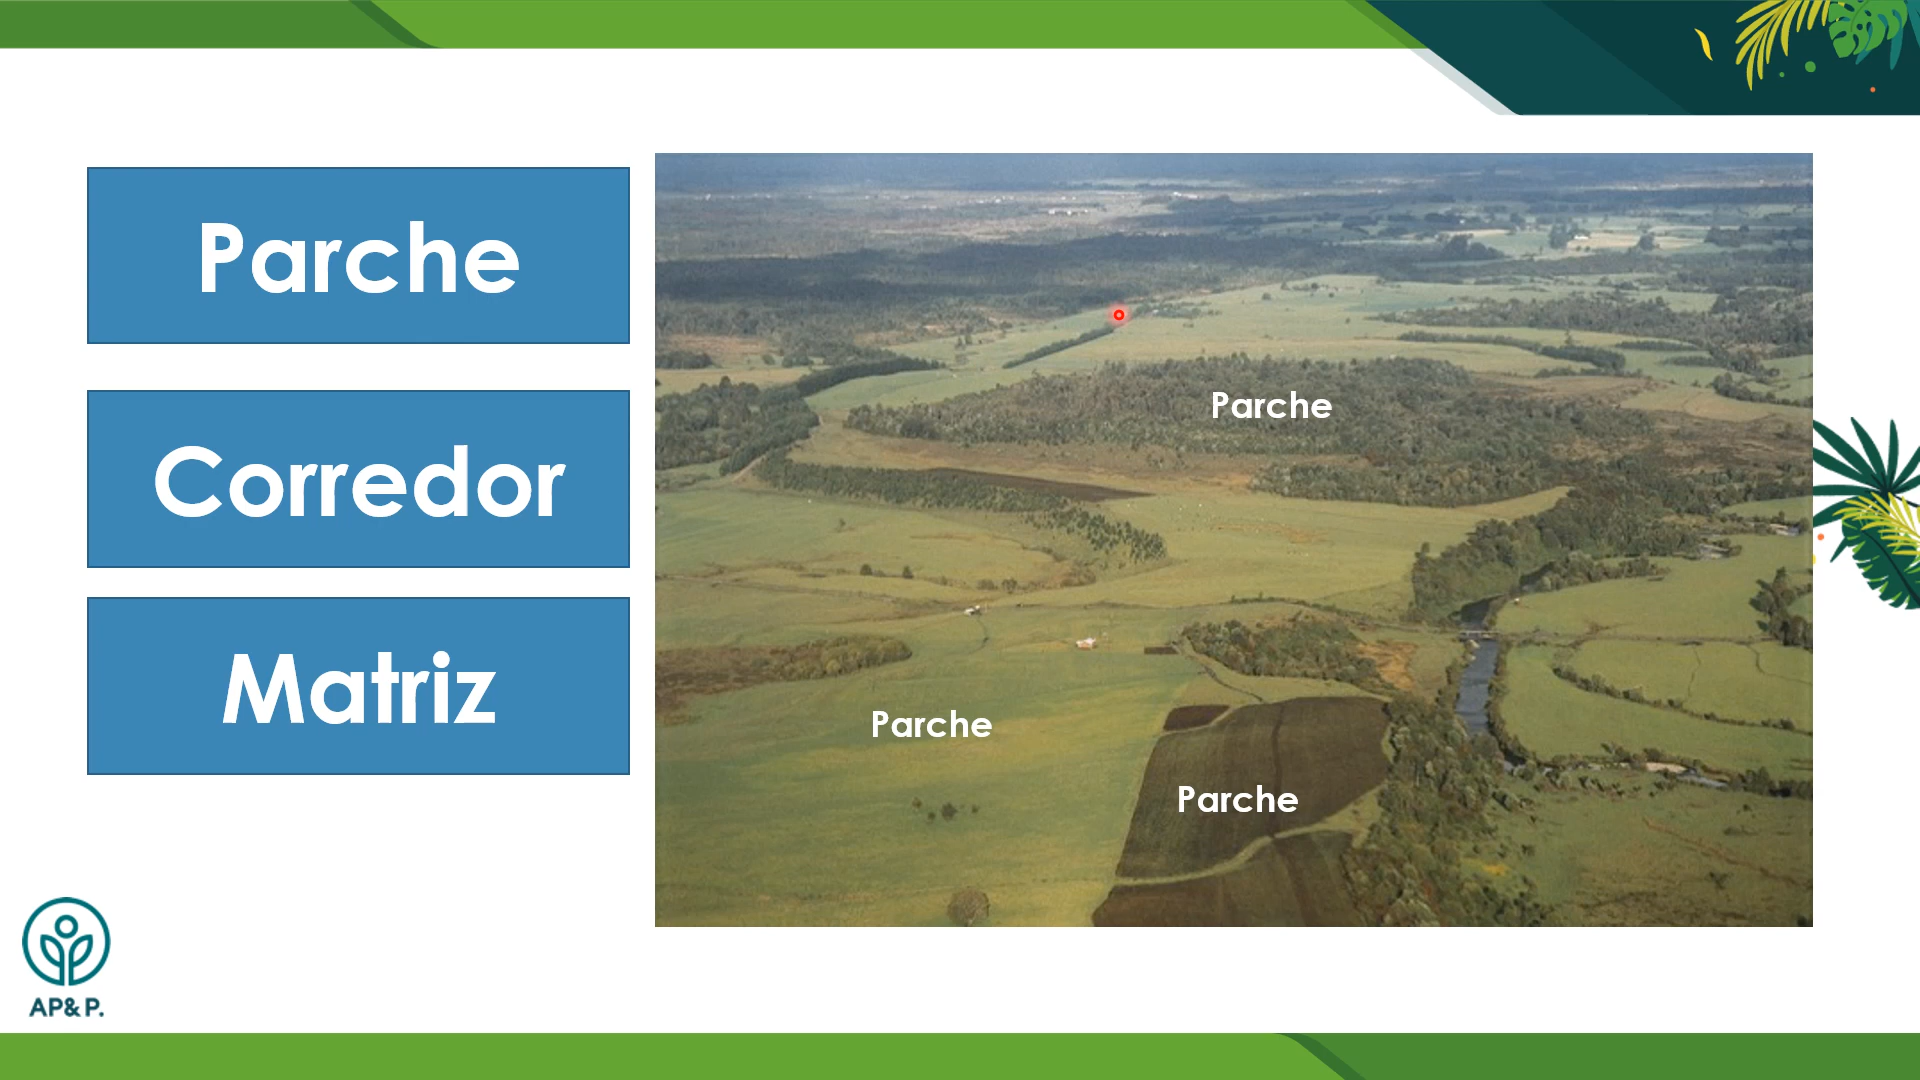 Parche
Corredor
Matriz
Parche
Parche
Parche
AP&P.